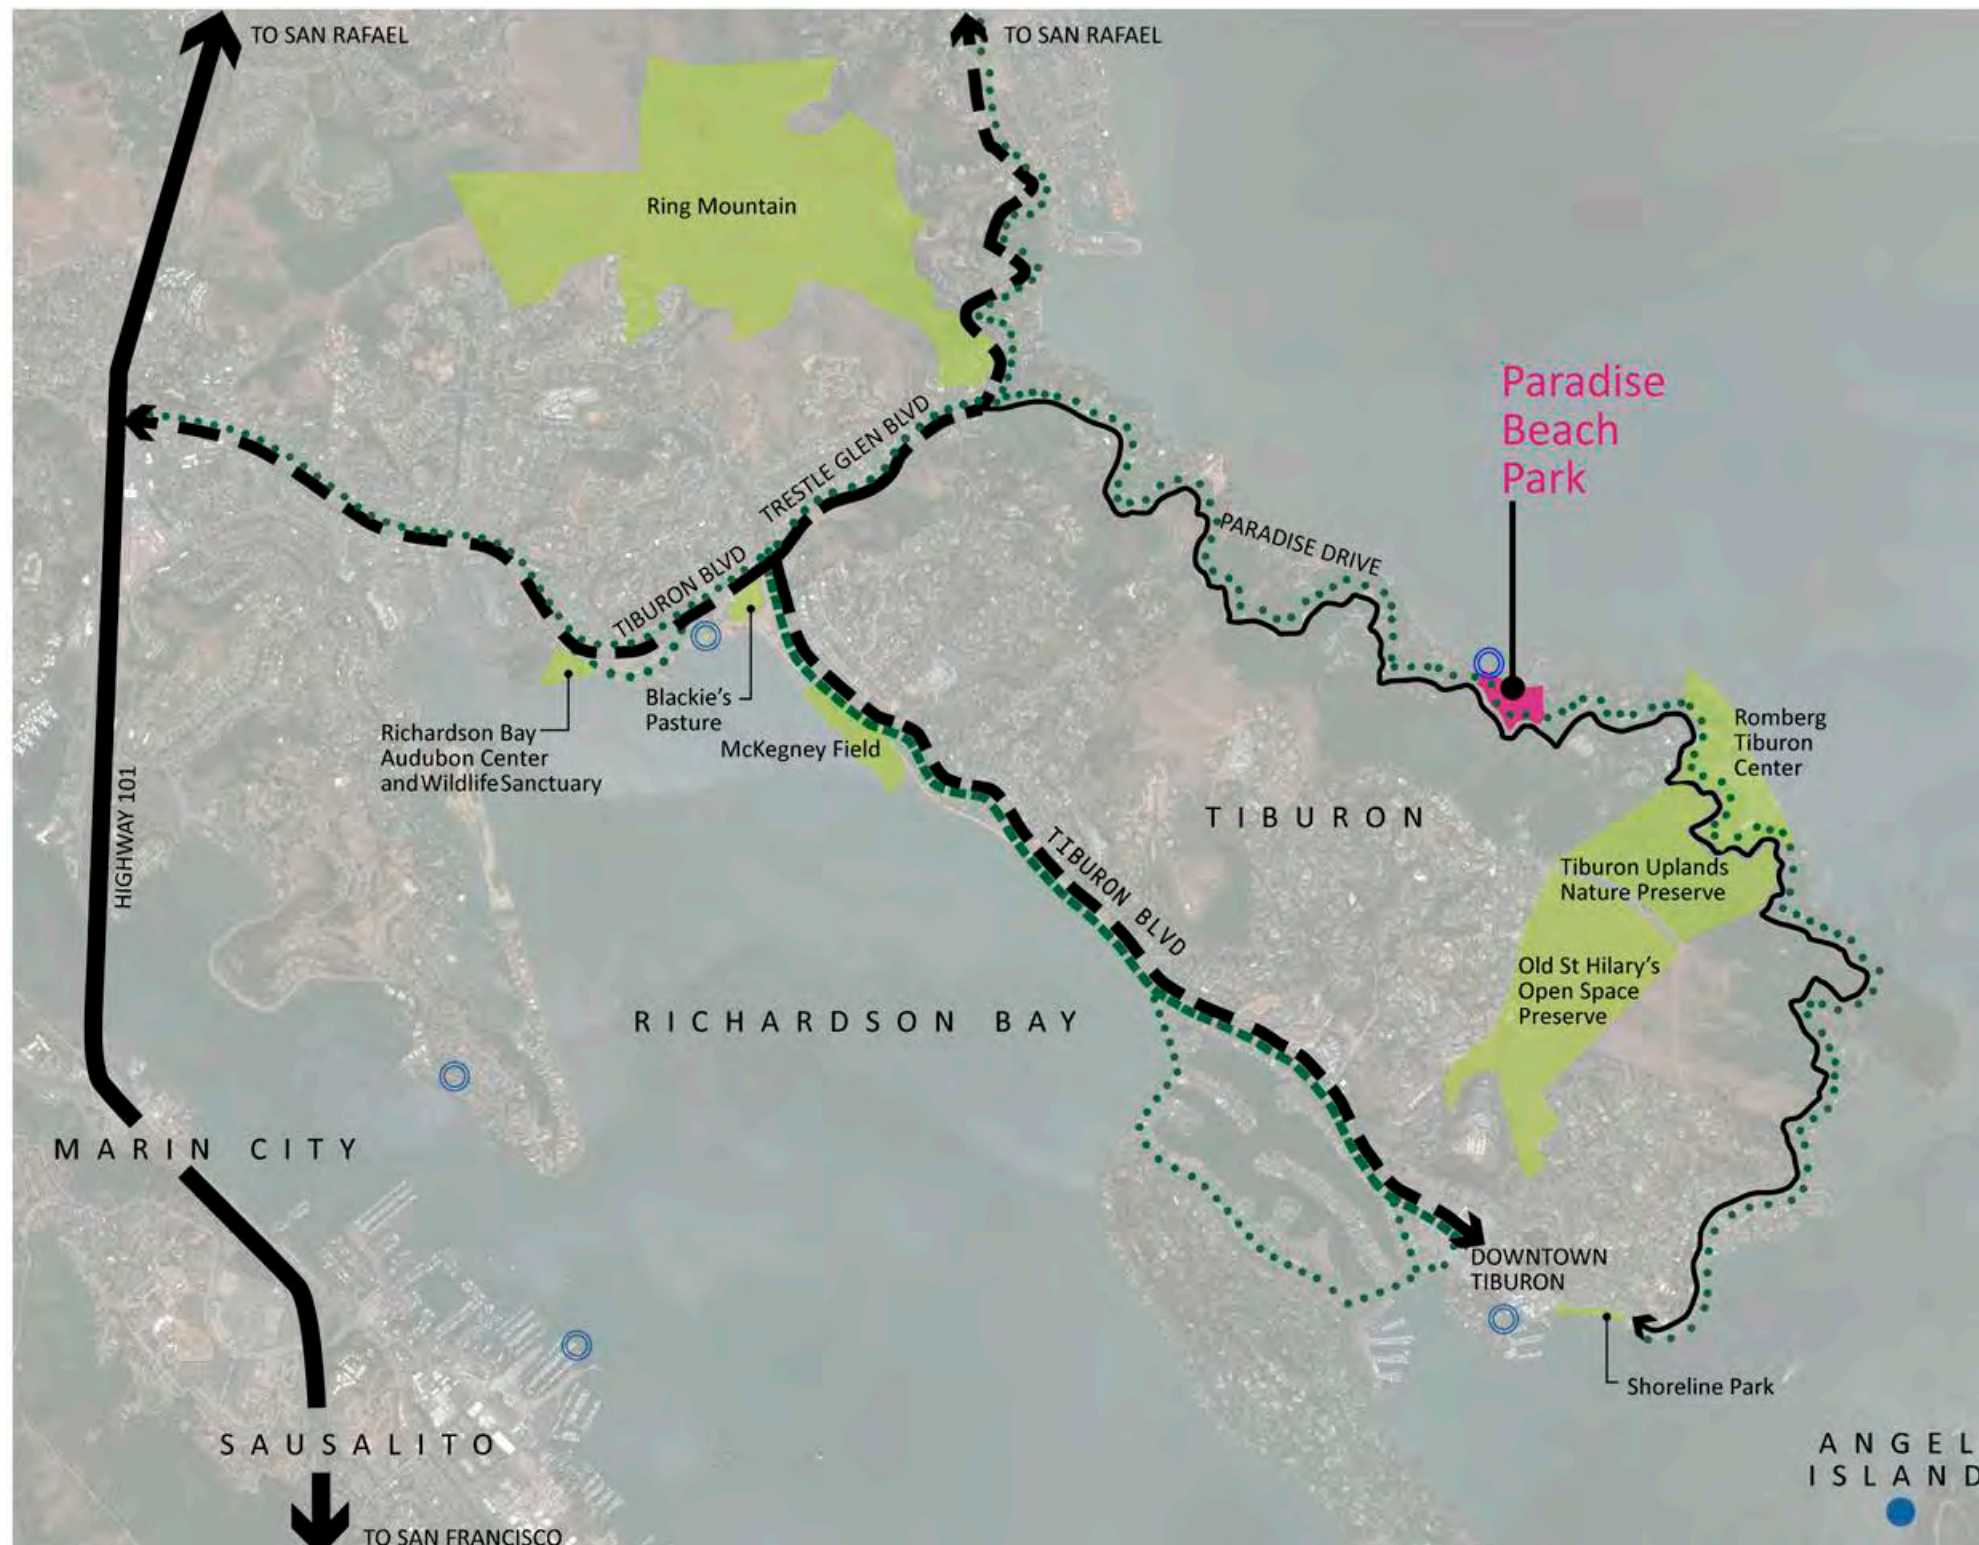 TO SAN RAFAEL
TO SAN RAFAEL
Ring Mountain
Paradise
Beach
Park
TRESTLE GLEN BLVD
PARADISE DRIVE
TIBURON BLVD
Blackie's
Pasture
Richardson Bay
Audubon Center
and Wildlife Sanctuary
McKegney Field
Romberg
Tiburon
Center
HIGHWAY 101
TIBURON
TIBURON BLVD
Tiburon Uplands
Nature Preserve
Old St Hilary's
Open Space
Preserve
RICHARDSON BAY
MARIN CITY
DOWNTOWN
TIBURON
Shoreline Park
SAUSALITO
ANGEL
ISLAND
TO SAN FRANCISCO